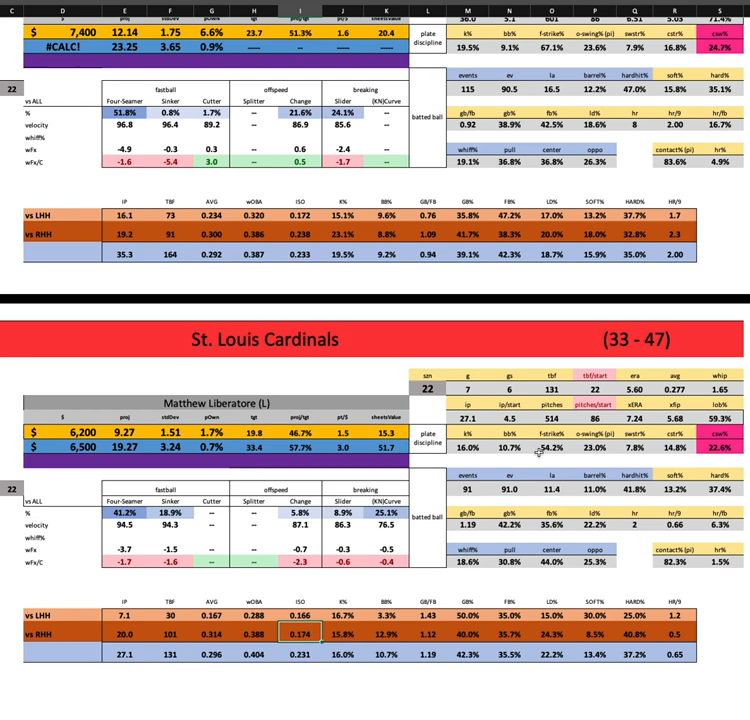 C D E F G H I J K L M N O P Q R S
proj stdDev pOwn tgt proj/tgt pt/$ sheetsValue 36.0 5.1 601 86 6.51 5.03 71.4%
$ 7,400 12.14 1.75 6.6% 23.7 51.3% 1.6 20.4 plate discipline k% bb% f-strike% o-swing% (pi) swstr% cstr% csw%
#CALC! 23.25 3.65 0.9% ---- --- --- ---- 19.5% 9.1% 67.1% 23.6% 7.9% 16.8% 24.7%
events ev la barrel% hardhit% soft% hard%
22 fastball offspeed breaking 115 90.5 16.5 12.2% 47.0% 15.8% 35.1%
vs ALL Four-Seamer Sinker Cutter Splitter Change Slider (KN)Curve
% 51.8% 0.8% 1.7% -- 21.6% 24.1% -- batted ball gb/fb gb% fb% ld% hr hr/9 hr/fb
velocity 96.8 96.4 89.2 -- 86.9 85.6 -- 0.92 38.9% 42.5% 18.6% 8 2.00 16.7%
whiff%
wFx -4.9 -0.3 0.3 0.6 -2.4 whiff% pull center oppo contact% (pi) hr%
wFx/C -1.6 -5.4 3.0 -- 0.5 -1.7 -- 19.1% 36.8% 36.8% 26.3% 83.6% 4.9%
IP TBF AVG wOBA ISO K% BB% GB/FB GB% FB% LD% SOFT% HARD% HR/9
vs LHH 16.1 73 0.234 0.320 0.172 15.1% 9.6% 0.76 35.8% 47.2% 17.0% 13.2% 37.7% 1.7
vs RHH 19.2 91 0.300 0.386 0.238 23.1% 8.8% 1.09 41.7% 38.3% 20.0% 18.0% 32.8% 2.3
35.3 164 0.292 0.387 0.233 19.5% 9.2% 0.94 39.1% 42.3% 18.7% 15.9% 35.0% 2.00
St. Louis Cardinals (33 - 47)
szn g gs tbf tbf/start era avg whip
22 7 6 131 22 5.60 0.277 1.65
Matthew Liberatore (L) ip ip/start pitches pitches/start xERA xfip lob%
$ proj stdDev pOwn tgt proj/tgt pt/$ sheetsValue 27.1 4.5 514 86 7.24 5.68 59.3%
$ 6,200 9.27 1.51 1.7% 19.8 46.7% 1.5 15.3 plate discipline k% bb% f-strike% o-swing% (pi) swstr% cstr% csw%
$ 6,500 19.27 3.24 0.7% 33.4 57.7% 3.0 51.7 16.0% 10.7% 54.2% 23.0% 7.8% 14.8% 22.6%
events ev la barrel% hardhit% soft% hard%
22 fastball offspeed breaking 91 91.0 11.4 11.0% 41.8% 13.2% 37.4%
vs ALL Four-Seamer Sinker Cutter Splitter Change Slider (KN)Curve
% 41.2% 18.9% -- -- 5.8% 8.9% 25.1% batted ball gb/fb gb% fb% ld% hr hr/9 hr/fb
velocity 94.5 94.3 -- -- 87.1 86.3 76.5 1.19 42.2% 35.6% 22.2% 2 0.66 6.3%
whiff%
wFx -3.7 -1.5 -0.7 -0.3 -0.5 whiff% pull center oppo contact% (pi) hr%
wFx/C -1.7 -1.6 -- -- -2.3 -0.6 -0.4 18.6% 30.8% 44.0% 25.3% 82.3% 1.5%
IP TBF AVG wOBA ISO K% BB% GB/FB GB% FB% LD% SOFT% HARD% HR/9
vs LHH 7.1 30 0.167 0.288 0.166 16.7% 3.3% 1.43 50.0% 35.0% 15.0% 30.0% 25.0% 1.2
vs RHH 20.0 101 0.314 0.388 0.174 15.8% 12.9% 1.12 40.0% 35.7% 24.3% 8.5% 40.8% 0.5
27.1 131 0.296 0.404 0.231 16.0% 10.7% 1.19 42.3% 35.5% 22.2% 13.4% 37.2% 0.65